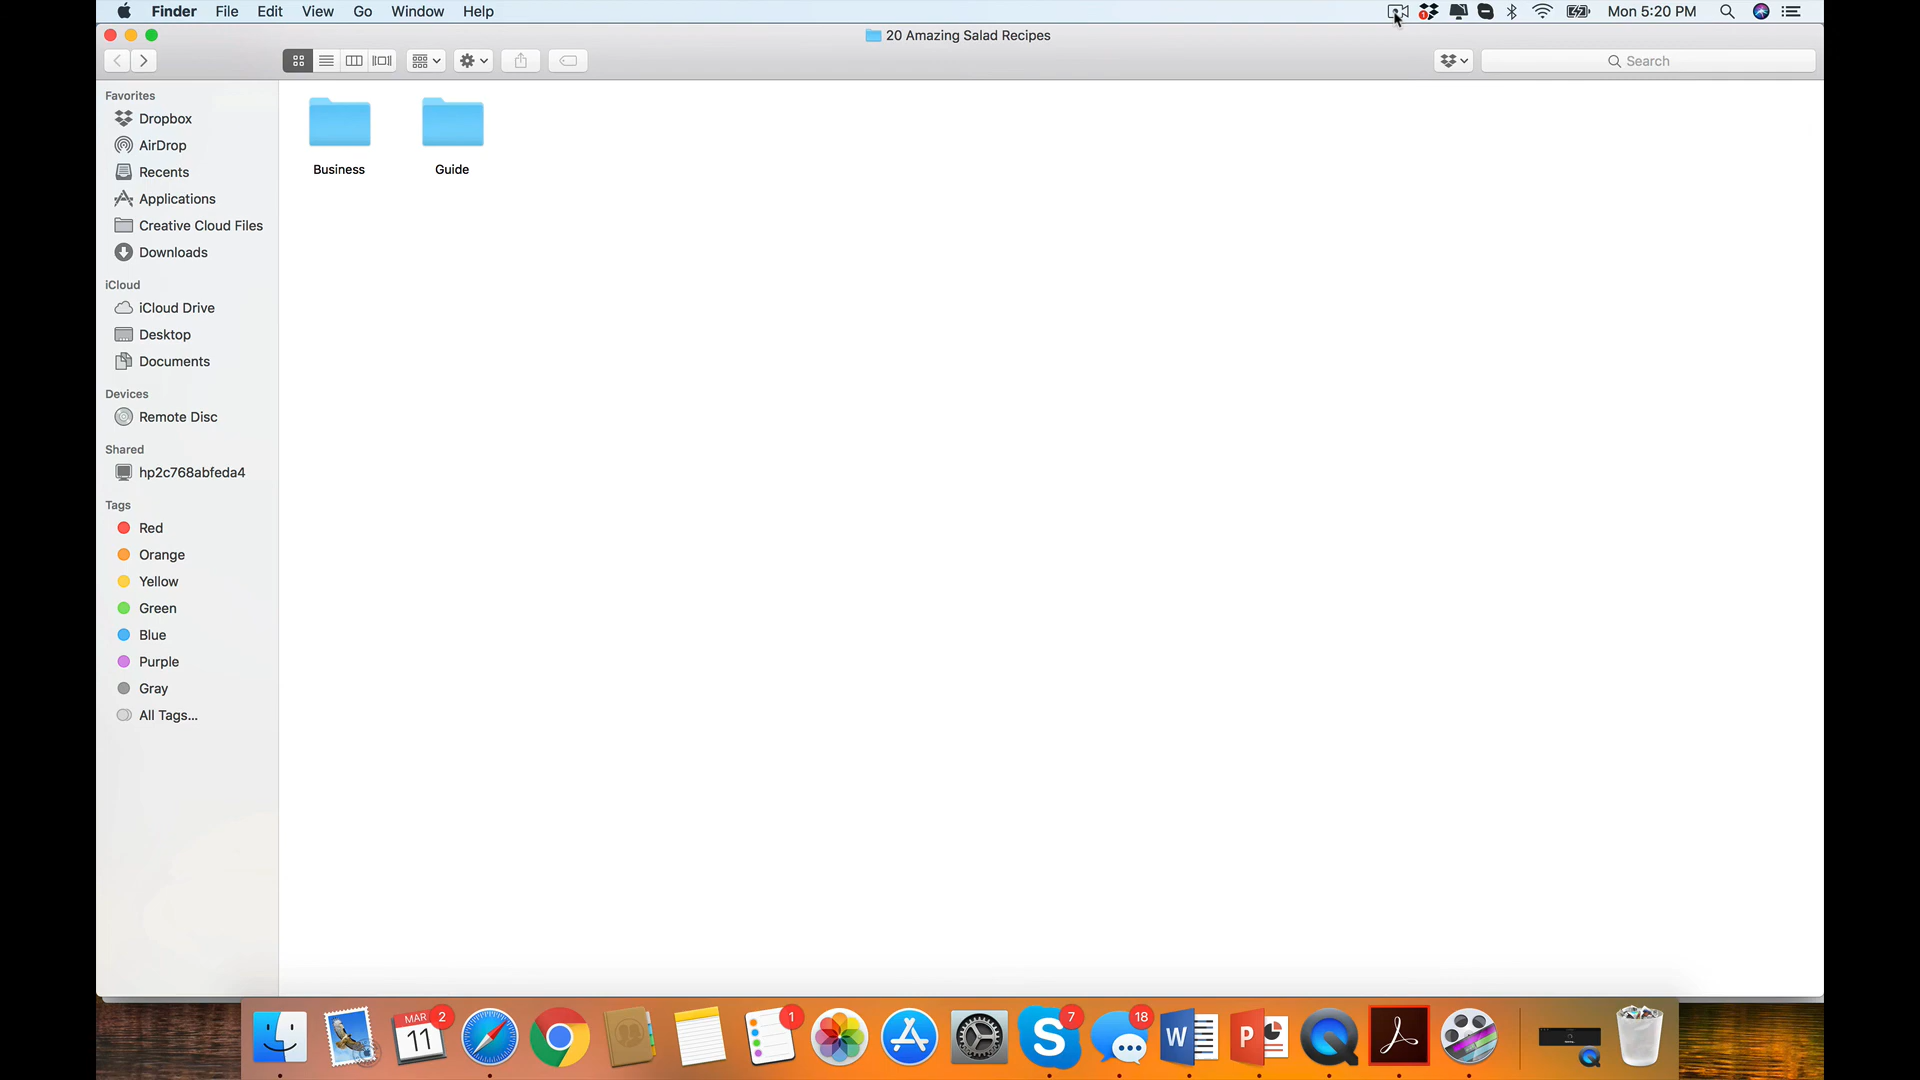 Finder File Edit View Go Window Help 1 Mon 5:20 PM
20 Amazing Salad Recipes
Search
Favorites
Dropbox
AirDrop
Recents
Applications
Creative Cloud Files
Downloads
iCloud
iCloud Drive
Desktop
Documents
Devices
Remote Disc
Shared
hp2c768abfeda4
Tags
Red
Orange
Yellow
Green
Blue
Purple
Gray
All Tags...
Business Guide
MAR 2 1 7 18
11 S W P